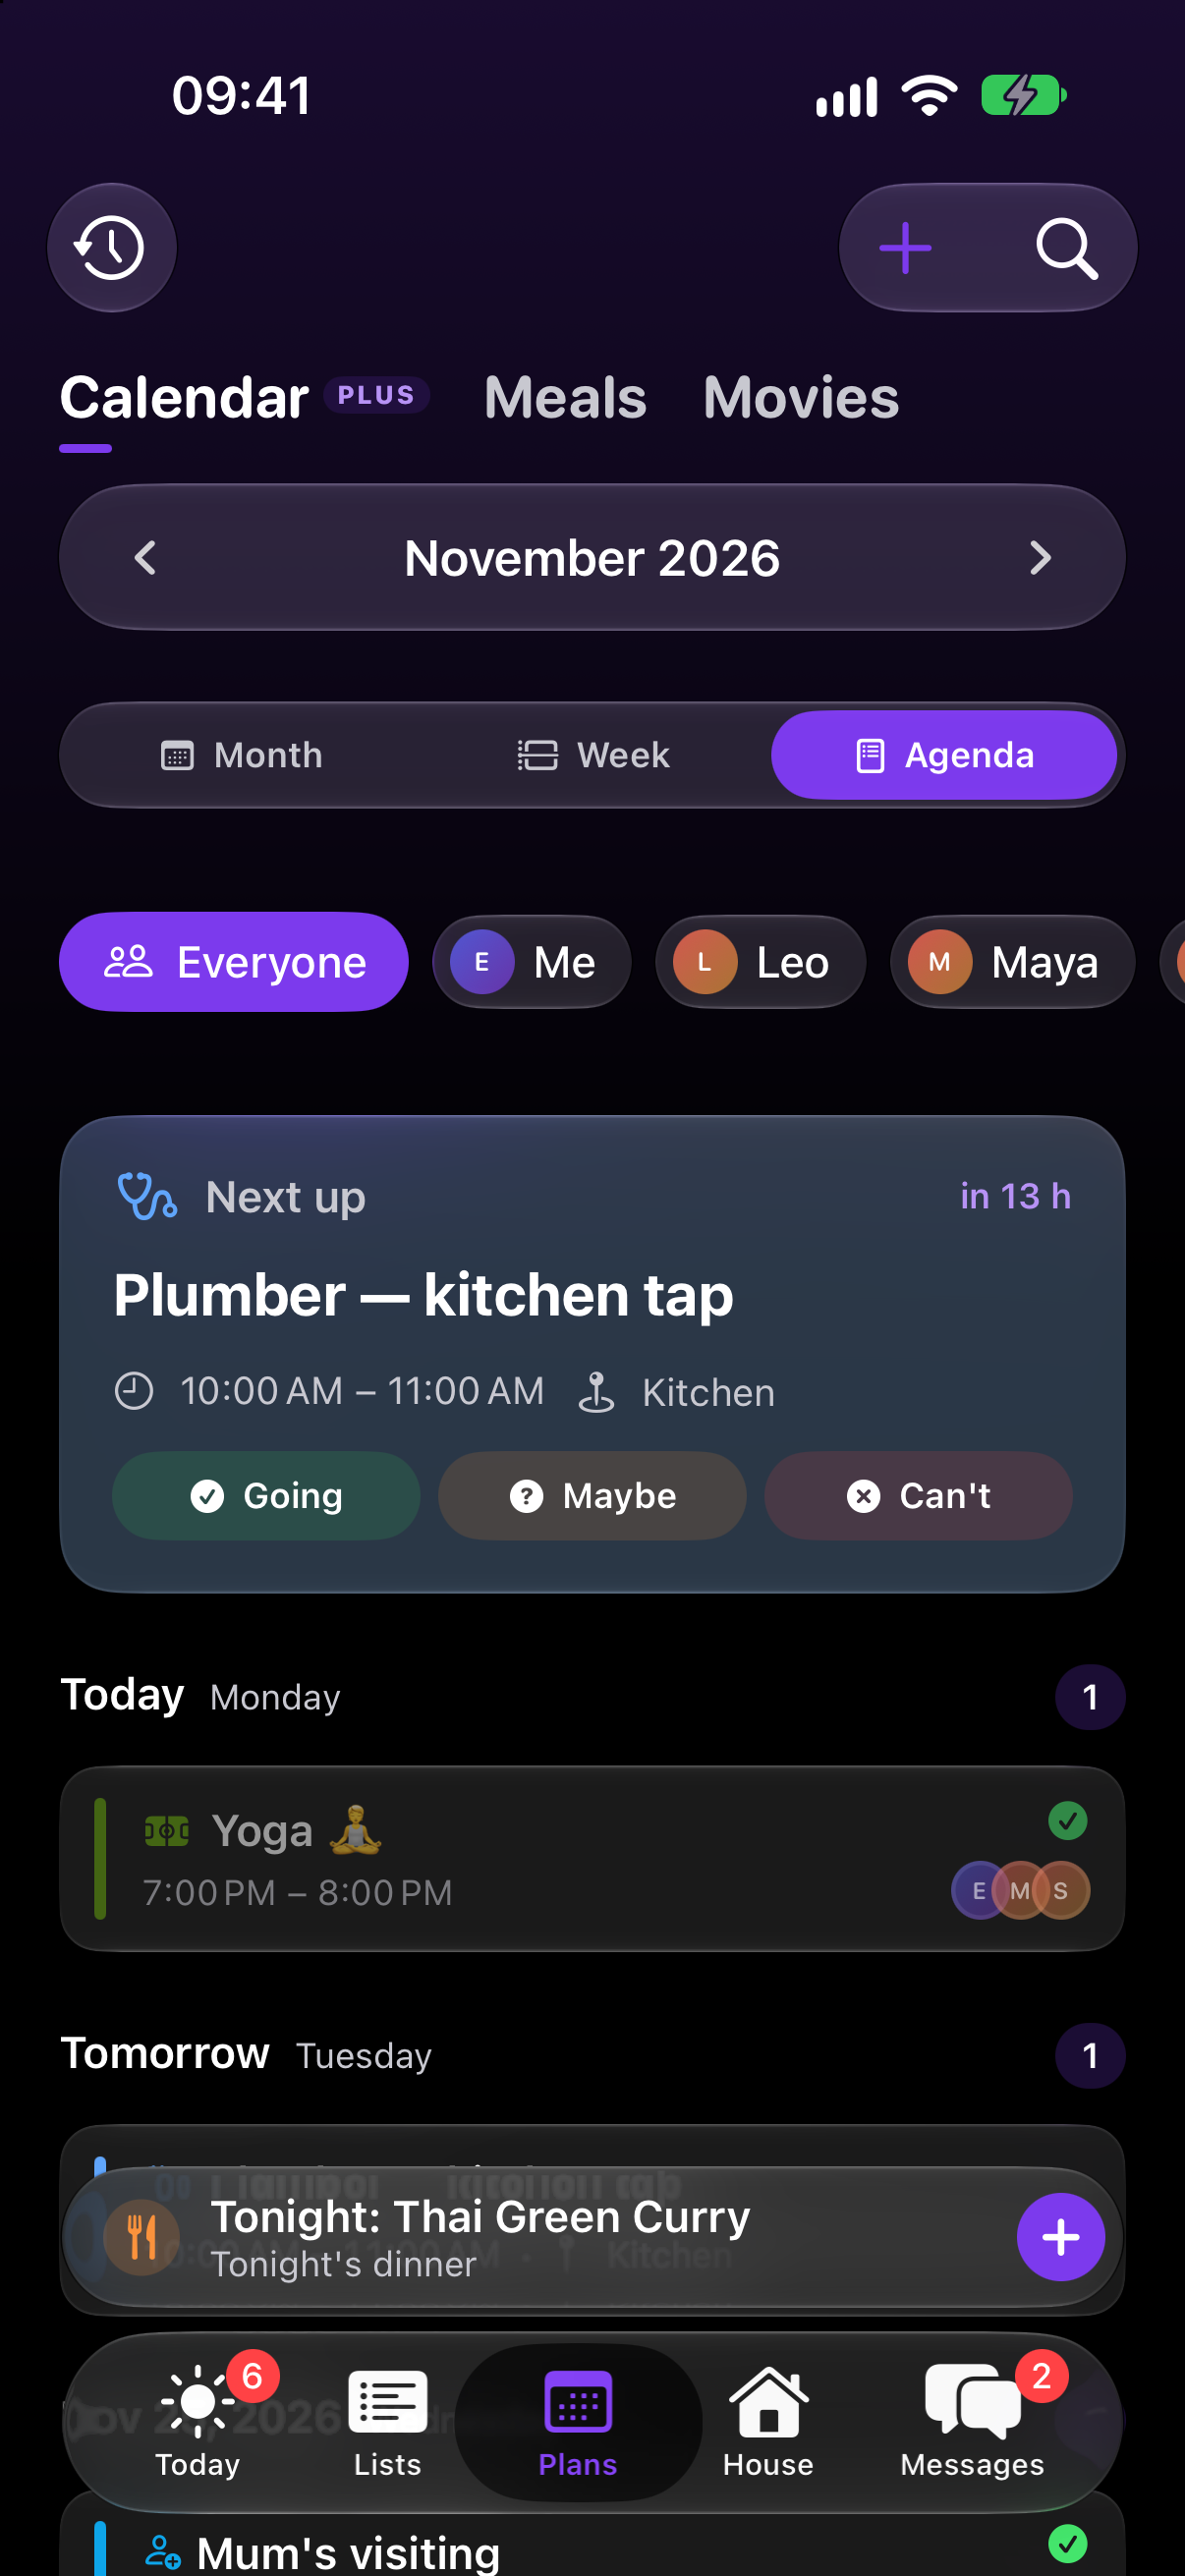 09:41
Calendar PLUS Meals Movies
November 2026
Month Week Agenda
Everyone E Me L Leo M Maya
Next up in 13 h
Plumber — kitchen tap
10:00 AM – 11:00 AM Kitchen
Going Maybe Can't
Today Monday 1
Yoga
7:00 PM – 8:00 PM E M S
Tomorrow Tuesday 1
Tonight: Thai Green Curry
Tonight's dinner
Kitchen
6 2
2026
Today Lists Plans House Messages
Mum's visiting